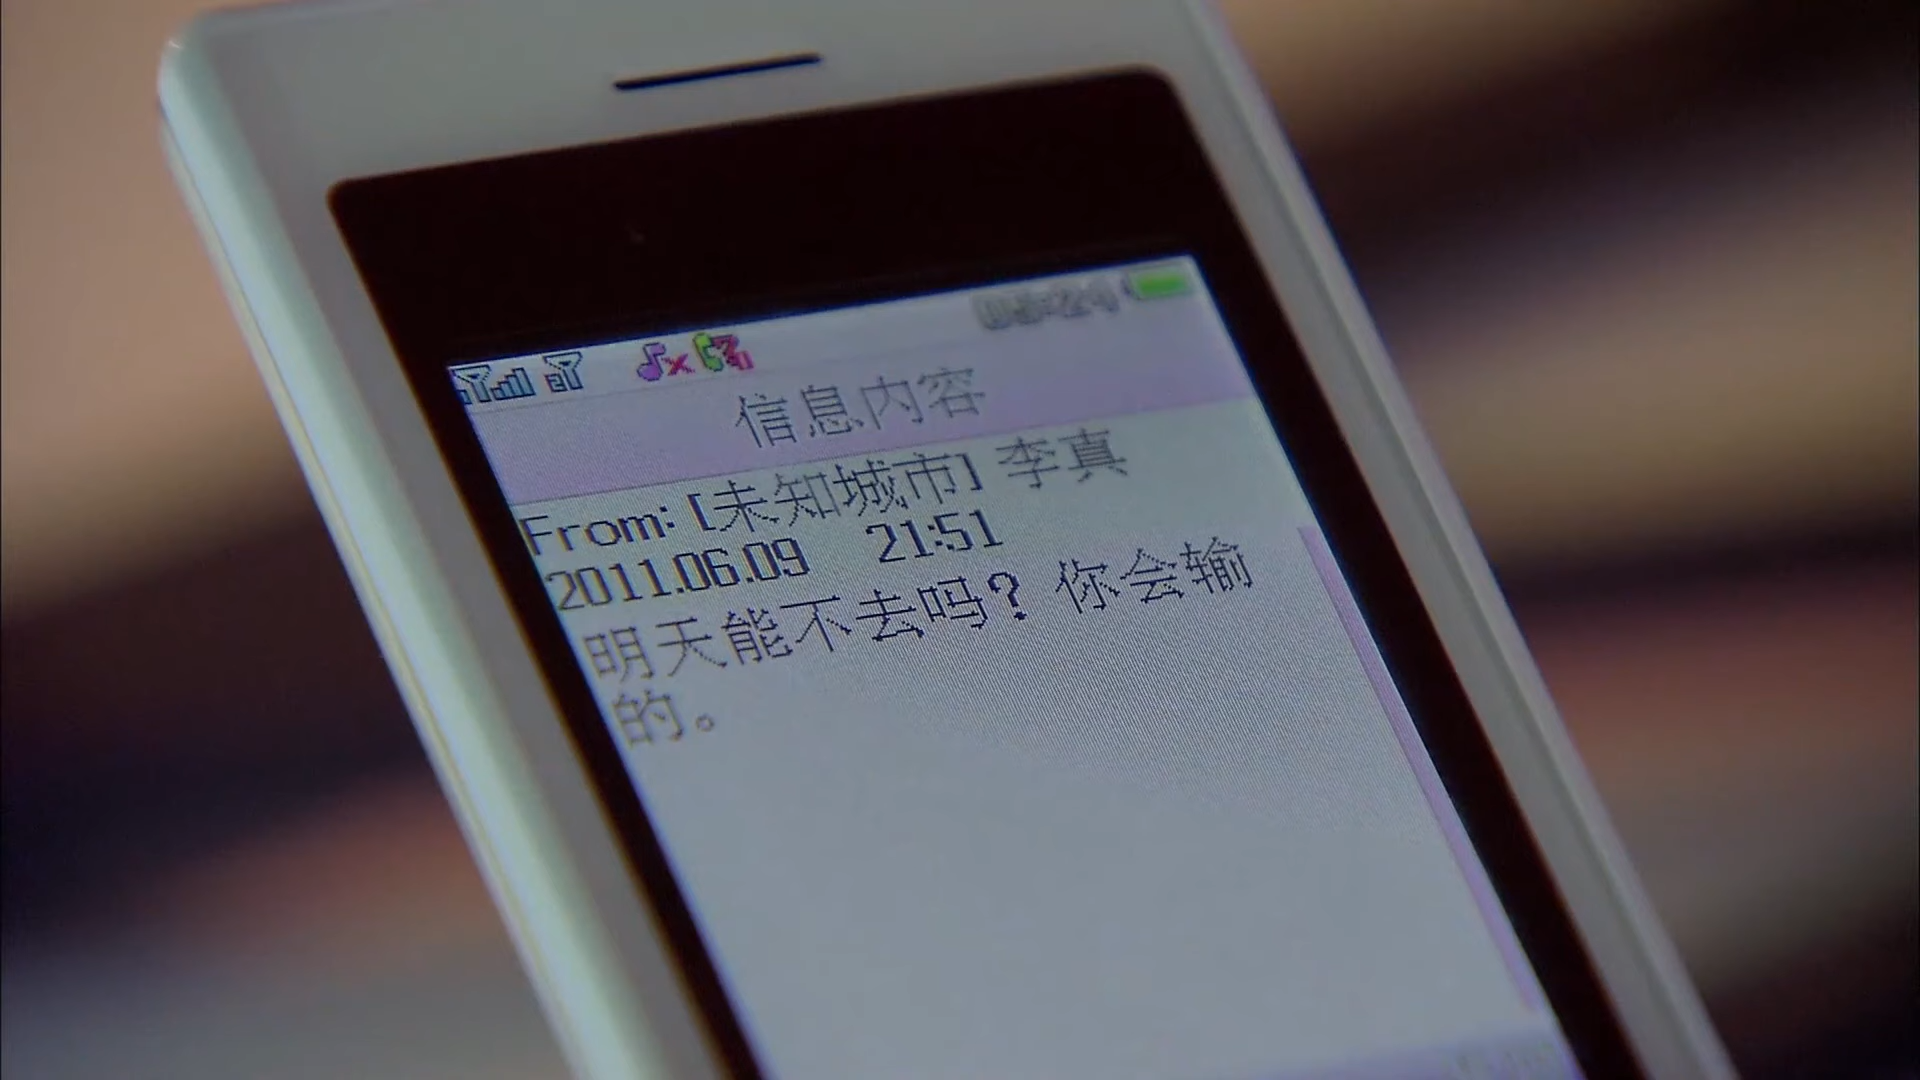 信息内容
From: [未知城市] 李真
2011.06.09 21:51
明天能不去吗？你会输
的。